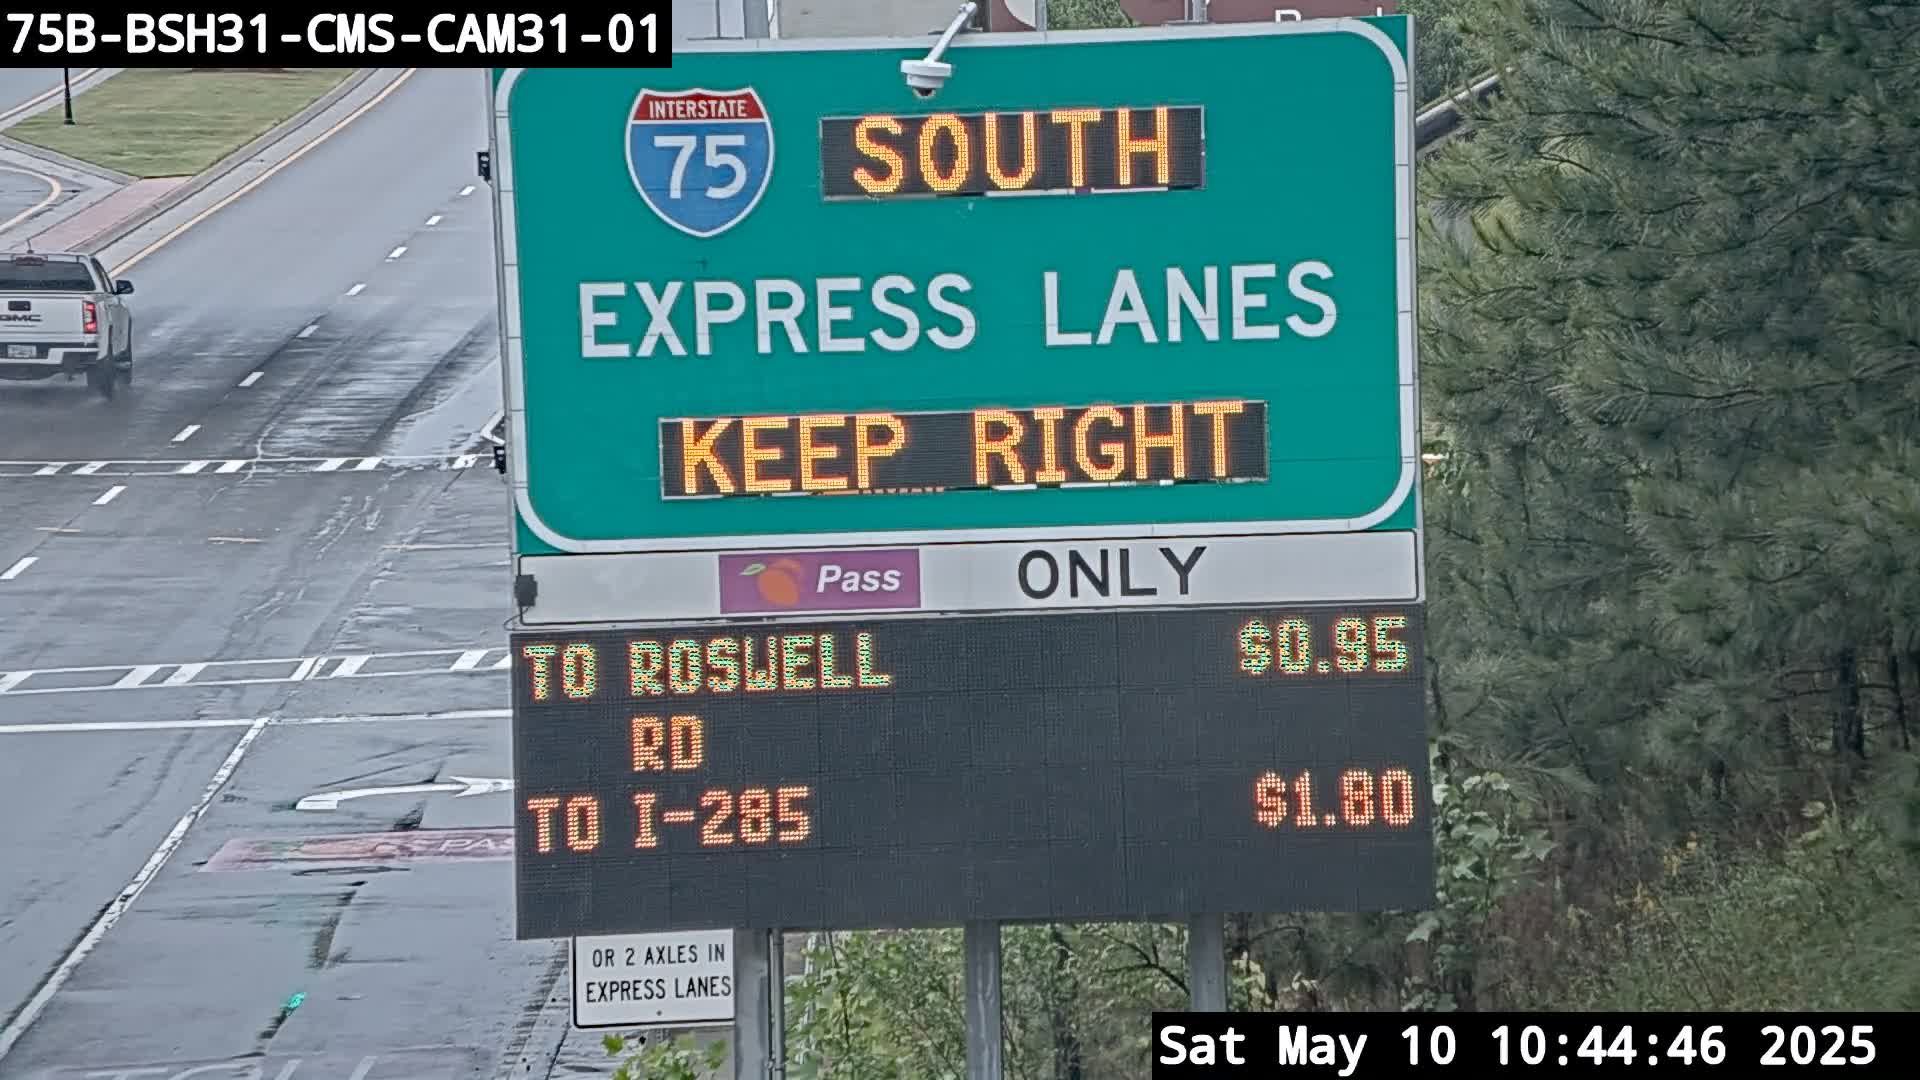 75B-BSH31-CMS-CAM31-01
INTERSTATE
75
SOUTH
EXPRESS LANES
KEEP RIGHT
Pass ONLY
TO ROSWELL $0.95
RD
TO I-285 $1.80
OR 2 AXLES IN
EXPRESS LANES
GMC
Sat May 10 10:44:46 2025